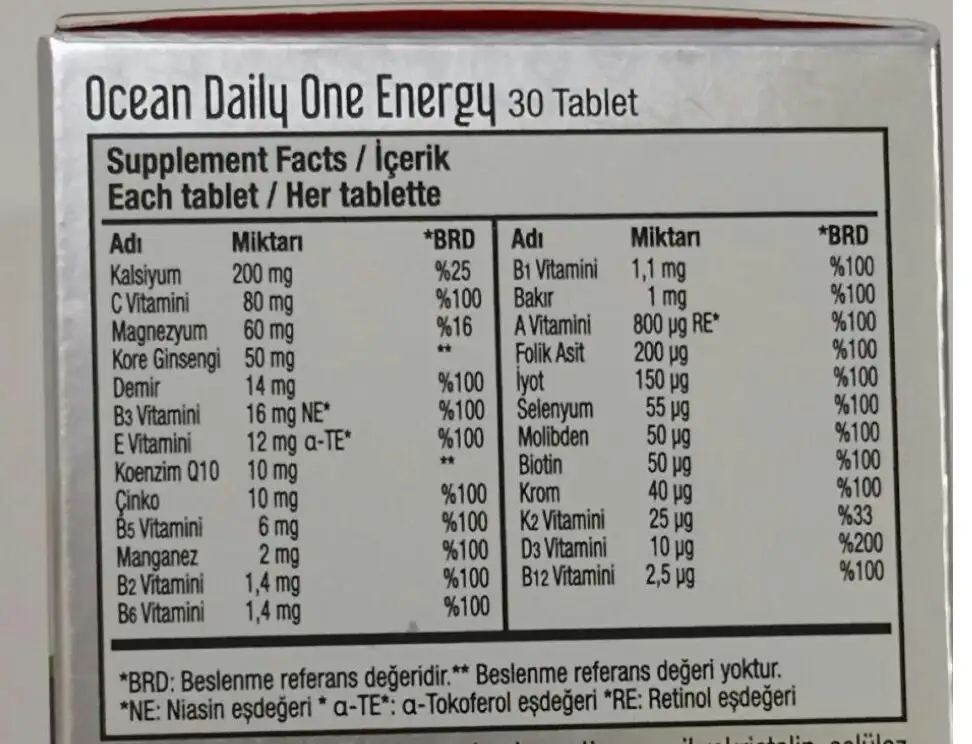 Ocean Daily One Energy 30 Tablet
Supplement Facts / İçerik
Each tablet / Her tablette
Adı Miktarı *BRD
Kalsiyum 200 mg %25
C Vitamini 80 mg %100
Magnezyum 60 mg %16
Kore Ginsengi 50 mg **
Demir 14 mg %100
B3 Vitamini 16 mg NE* %100
E Vitamini 12 mg α-TE* %100
Koenzim Q10 10 mg **
Çinko 10 mg %100
B5 Vitamini 6 mg %100
Manganez 2 mg %100
B2 Vitamini 1,4 mg %100
B6 Vitamini 1,4 mg %100
Adı Miktarı *BRD
B1 Vitamini 1,1 mg %100
Bakır 1 mg %100
A Vitamini 800 µg RE* %100
Folik Asit 200 µg %100
İyot 150 µg %100
Selenyum 55 µg %100
Molibden 50 µg %100
Biotin 50 µg %100
Krom 40 µg %100
K2 Vitamini 25 µg %33
D3 Vitamini 10 µg %200
B12 Vitamini 2,5 µg %100
*BRD: Beslenme referans değeridir.** Beslenme referans değeri yoktur.
*NE: Niasin eşdeğeri * α-TE*: α-Tokoferol eşdeğeri *RE: Retinol eşdeğeri